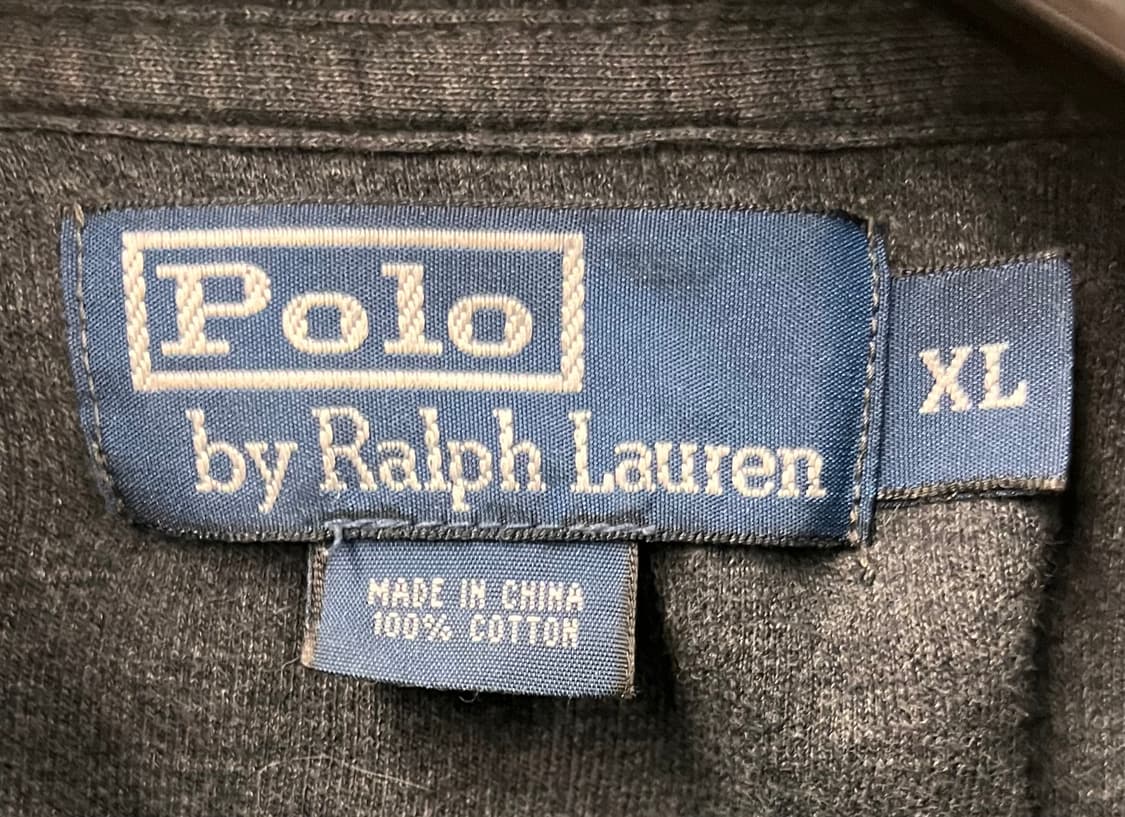 Polo
by Ralph Lauren
XL
MADE IN CHINA
100% COTTON